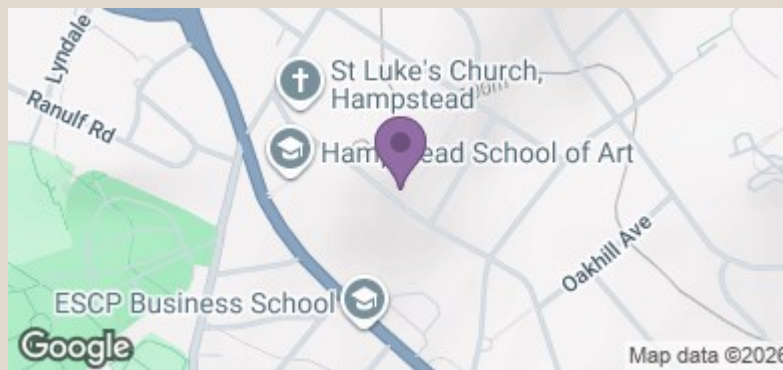 Lyndale
Ranulf Rd
St Luke's Church,
Hampstead
Hampstead School of Art
Oakhill Ave
ESCP Business School
Google
Map data ©2026